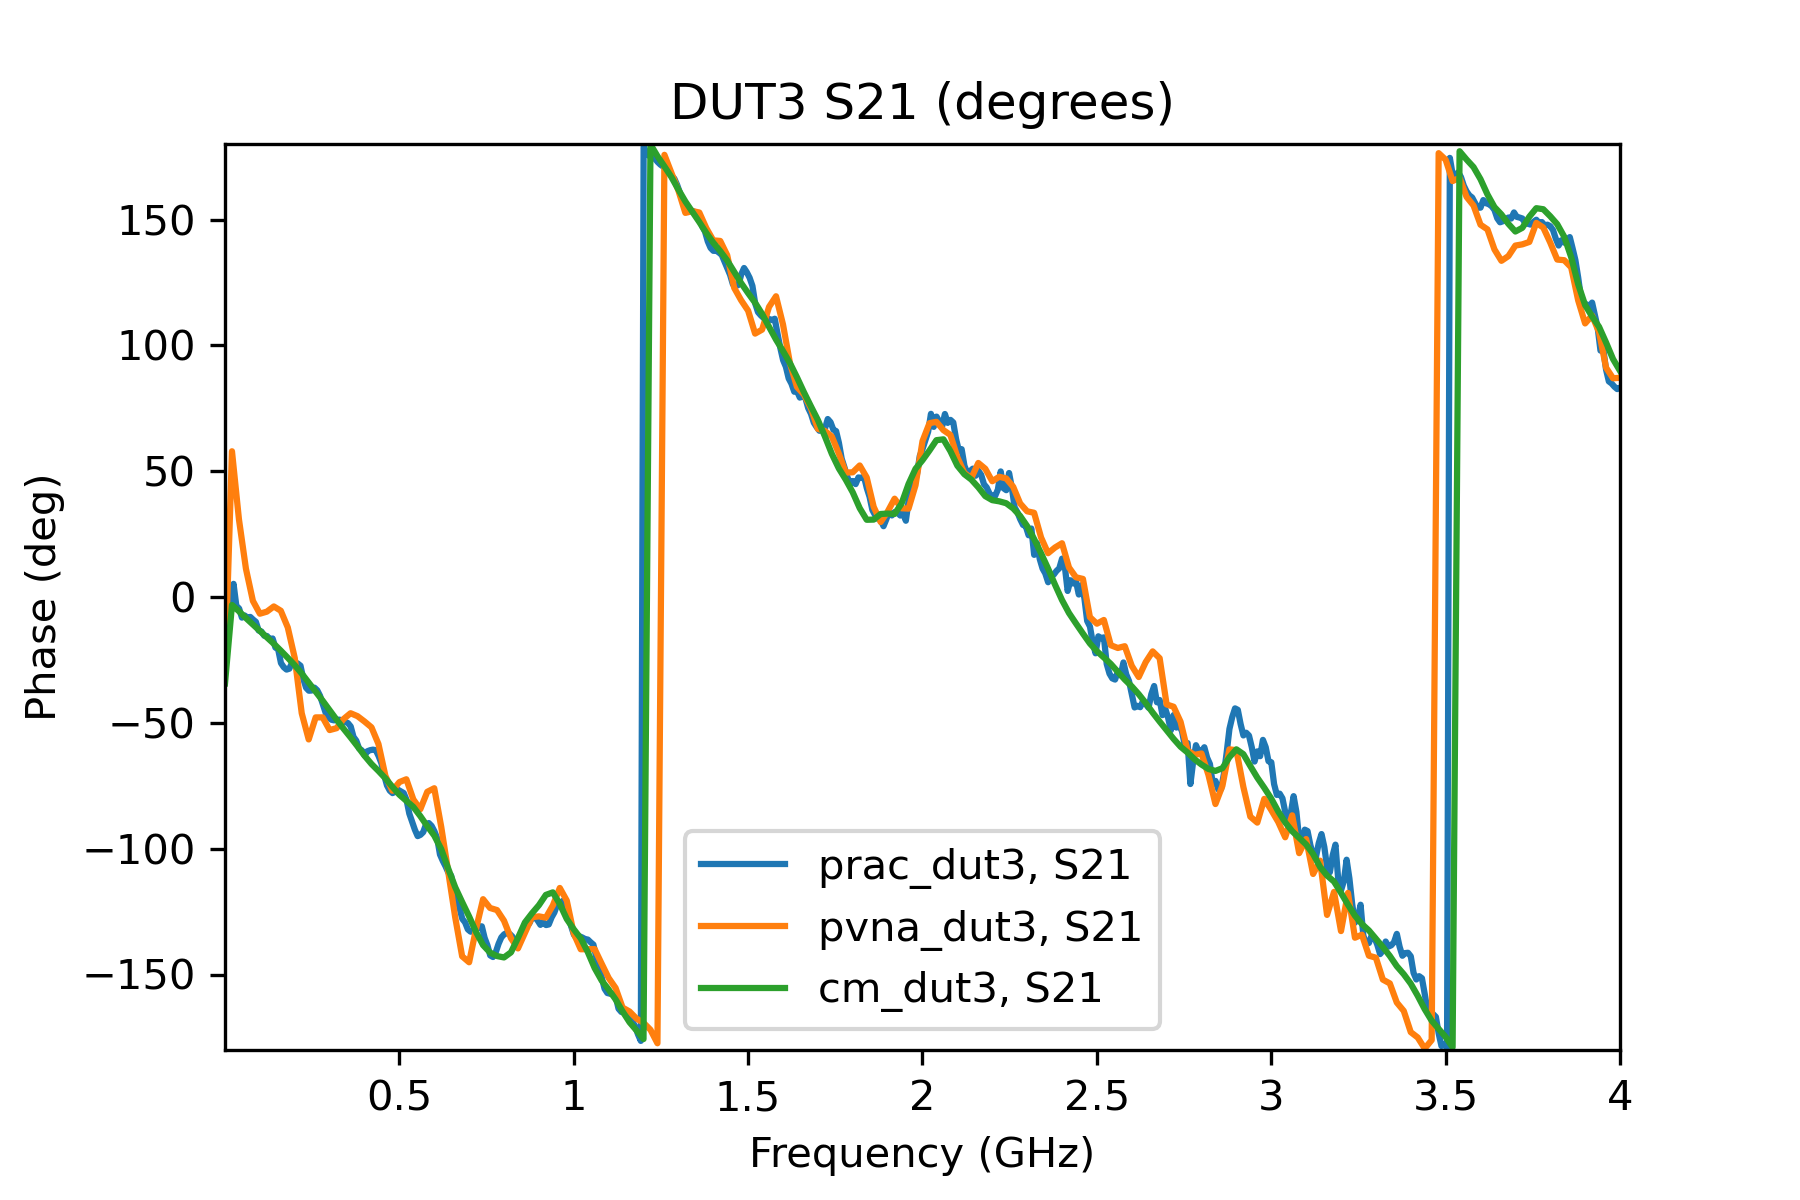 DUT3 S21 (degrees)
Phase (deg)
150
100
50
0
−50
−100
−150
prac_dut3, S21
pvna_dut3, S21
cm_dut3, S21
0.5 1 1.5 2 2.5 3 3.5 4
Frequency (GHz)